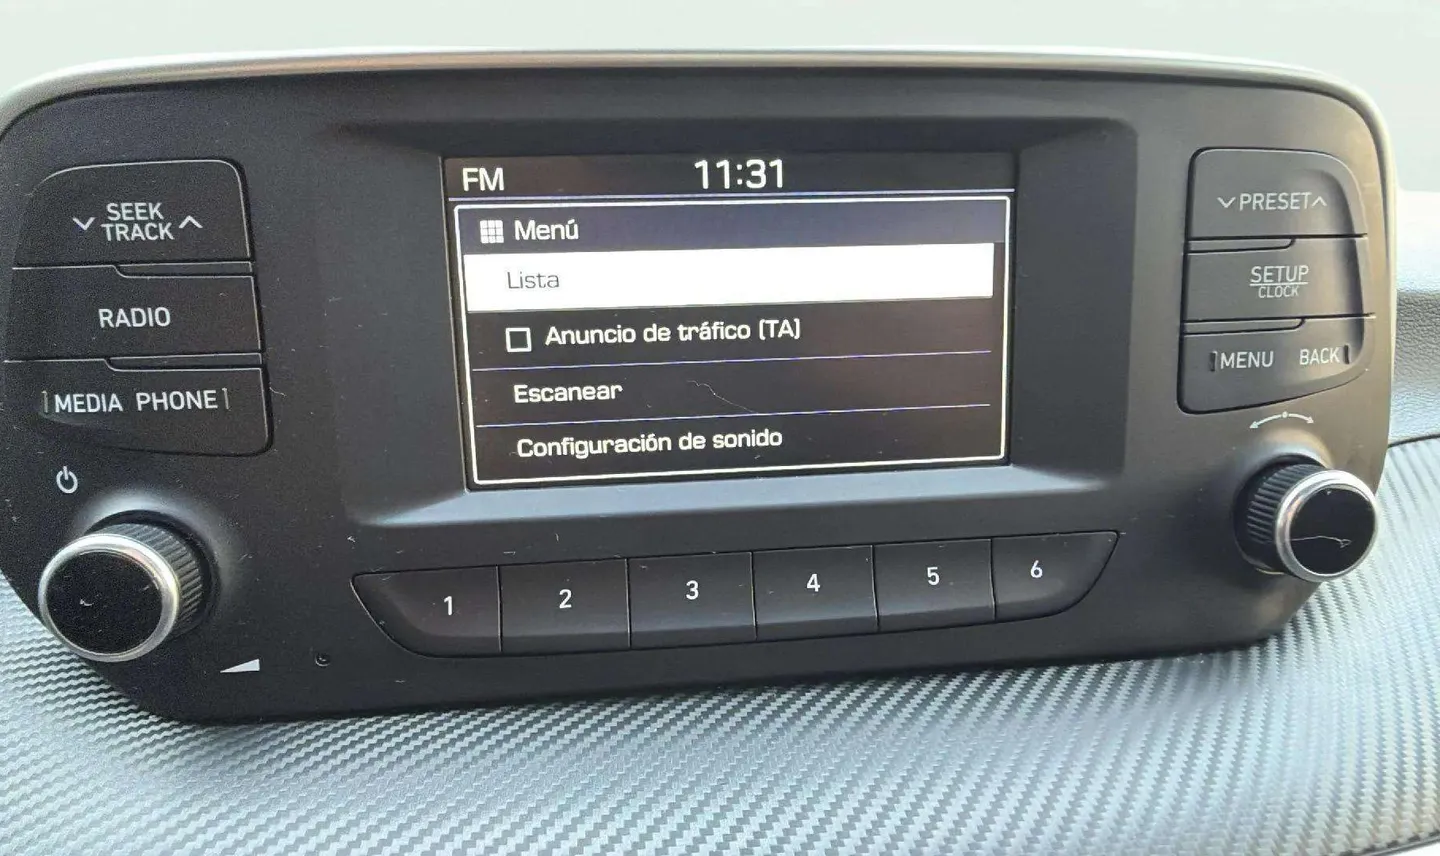 FM 11:31
Menú
Lista
Anuncio de tráfico (TA)
Escanear
Configuración de sonido
SEEK
TRACK
RADIO
MEDIA PHONE
PRESET
SETUP
CLOCK
MENU BACK
1 2 3 4 5 6